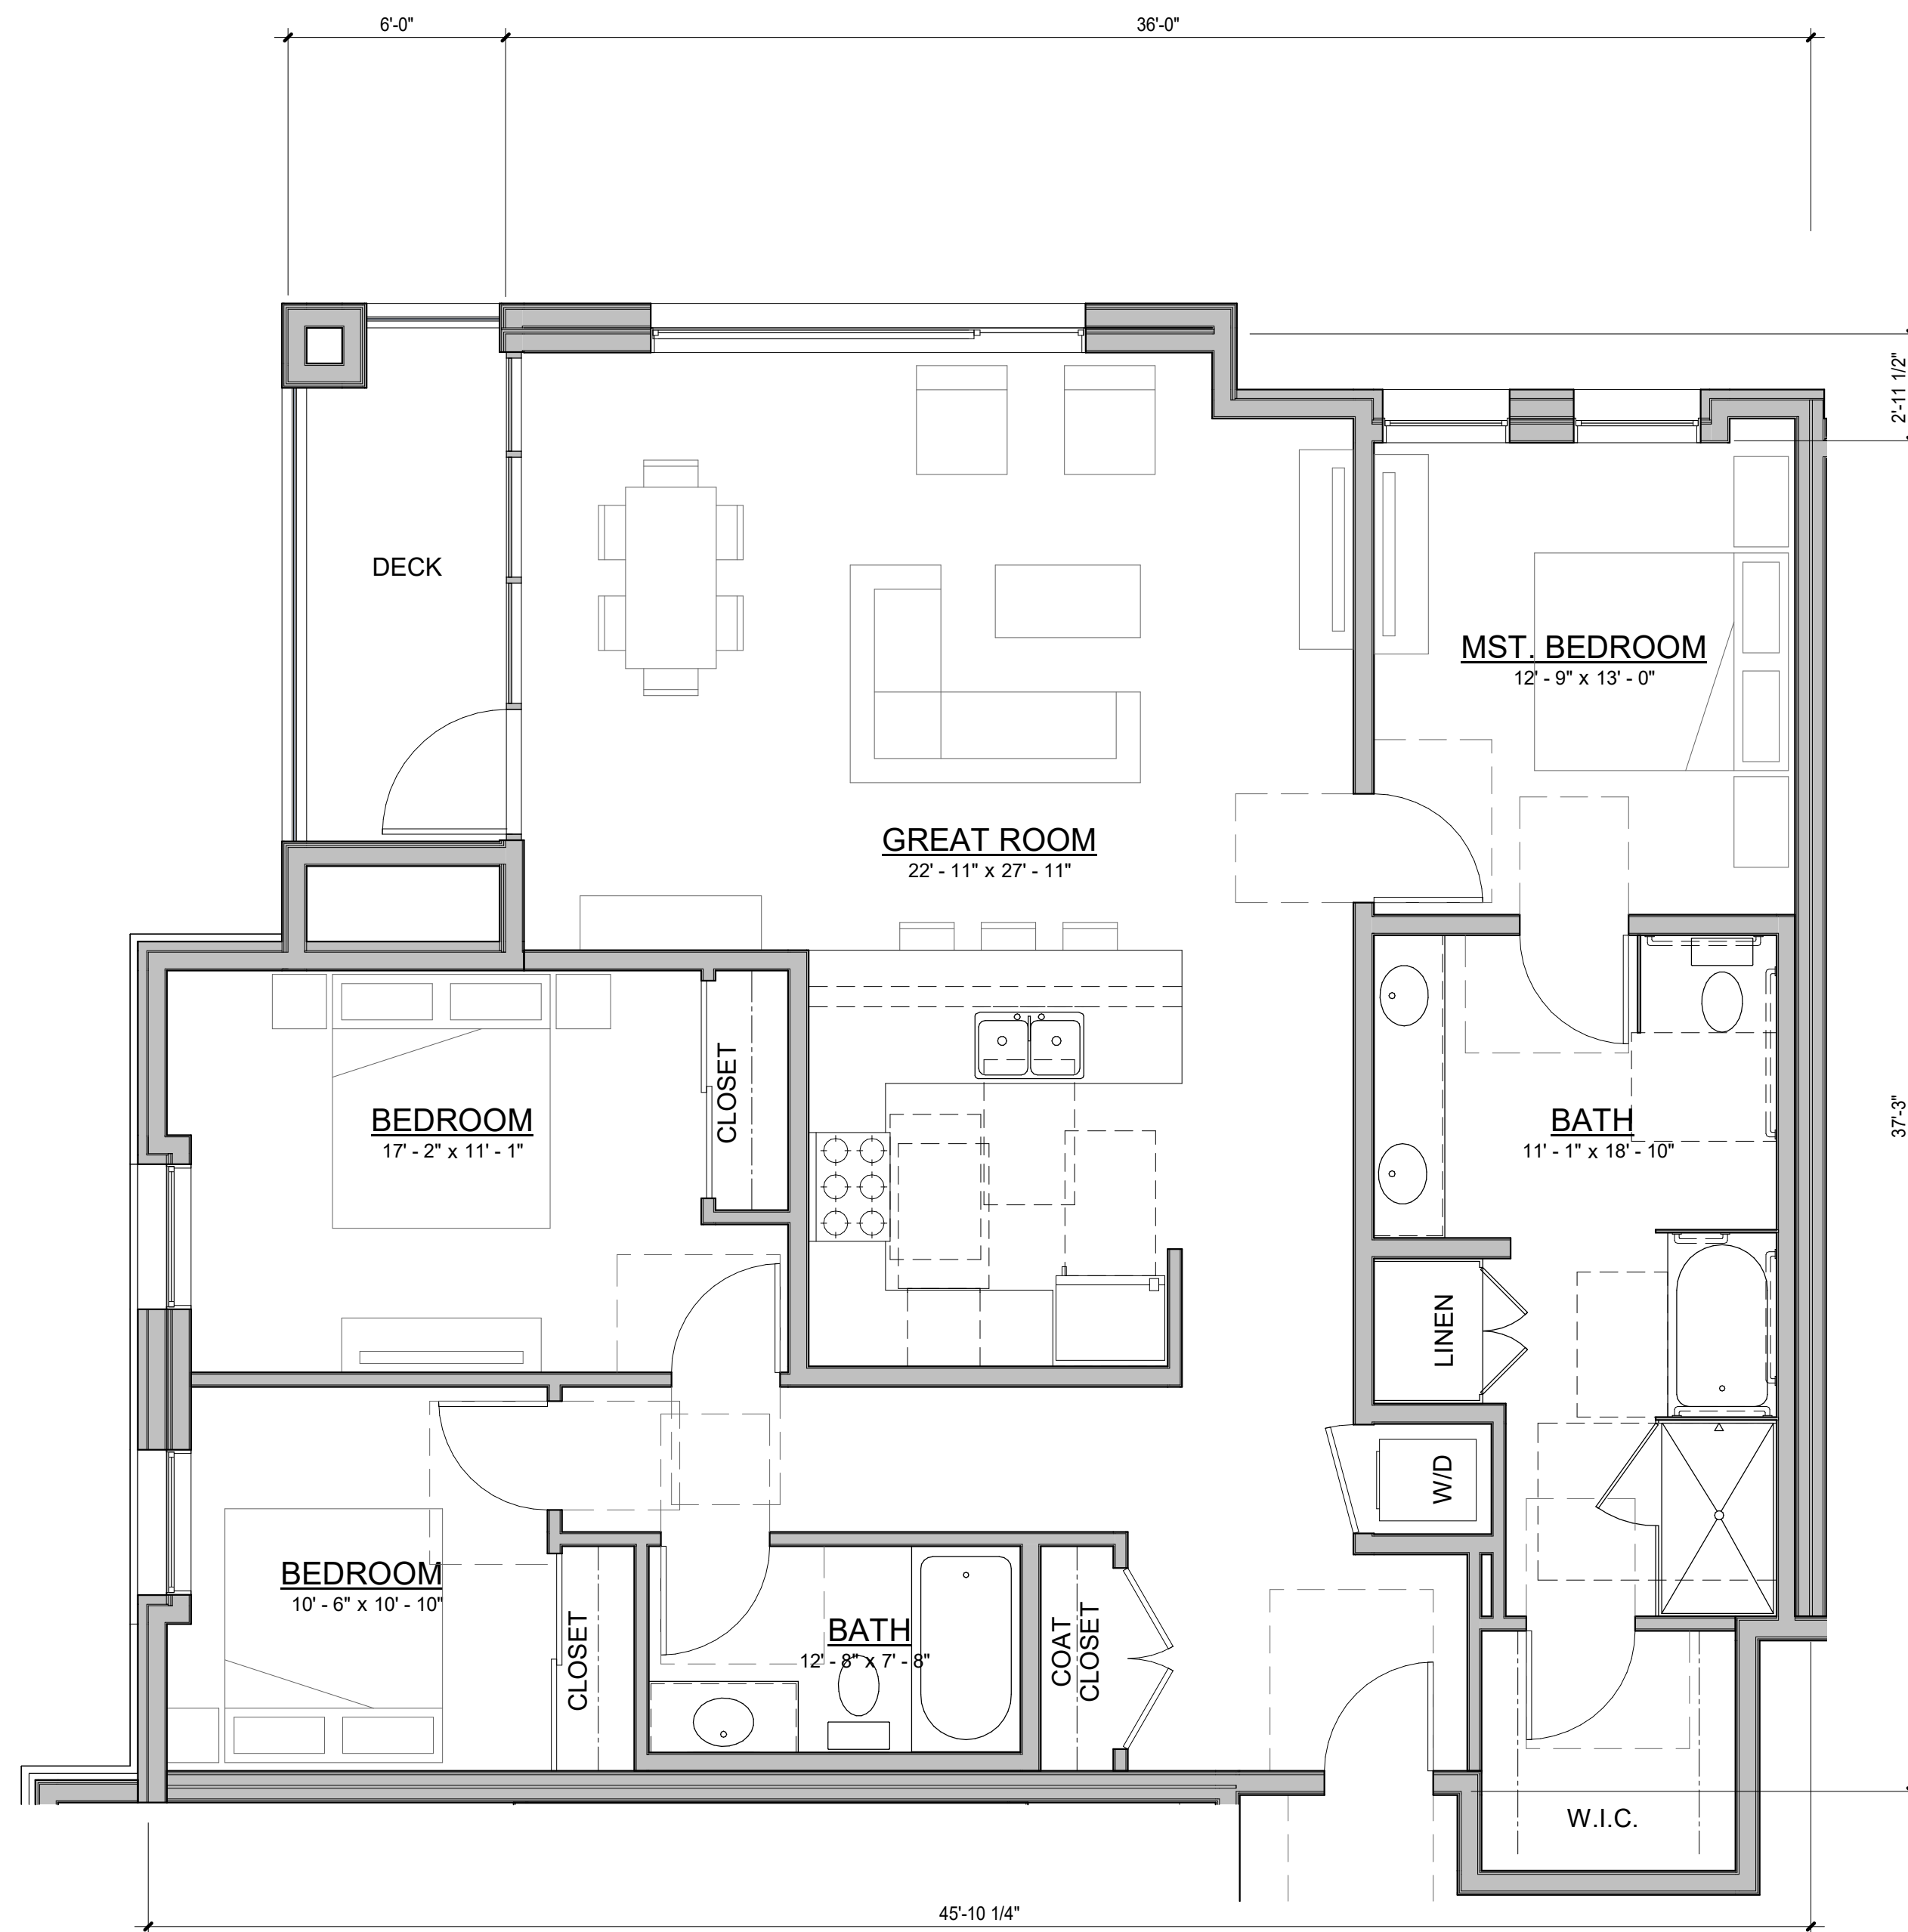 6'-0"
36'-0"
2'-11 1/2"
DECK
MST. BEDROOM
12' - 9" x 13' - 0"
GREAT ROOM
22' - 11" x 27' - 11"
CLOSET
BEDROOM
17' - 2" x 11' - 1"
BATH
11' - 1" x 18' - 10"
37'-3"
LINEN
W/D
BEDROOM
10' - 6" x 10' - 10"
CLOSET
BATH
12' - 8" x 7' - 8"
COAT
CLOSET
W.I.C.
45'-10 1/4"